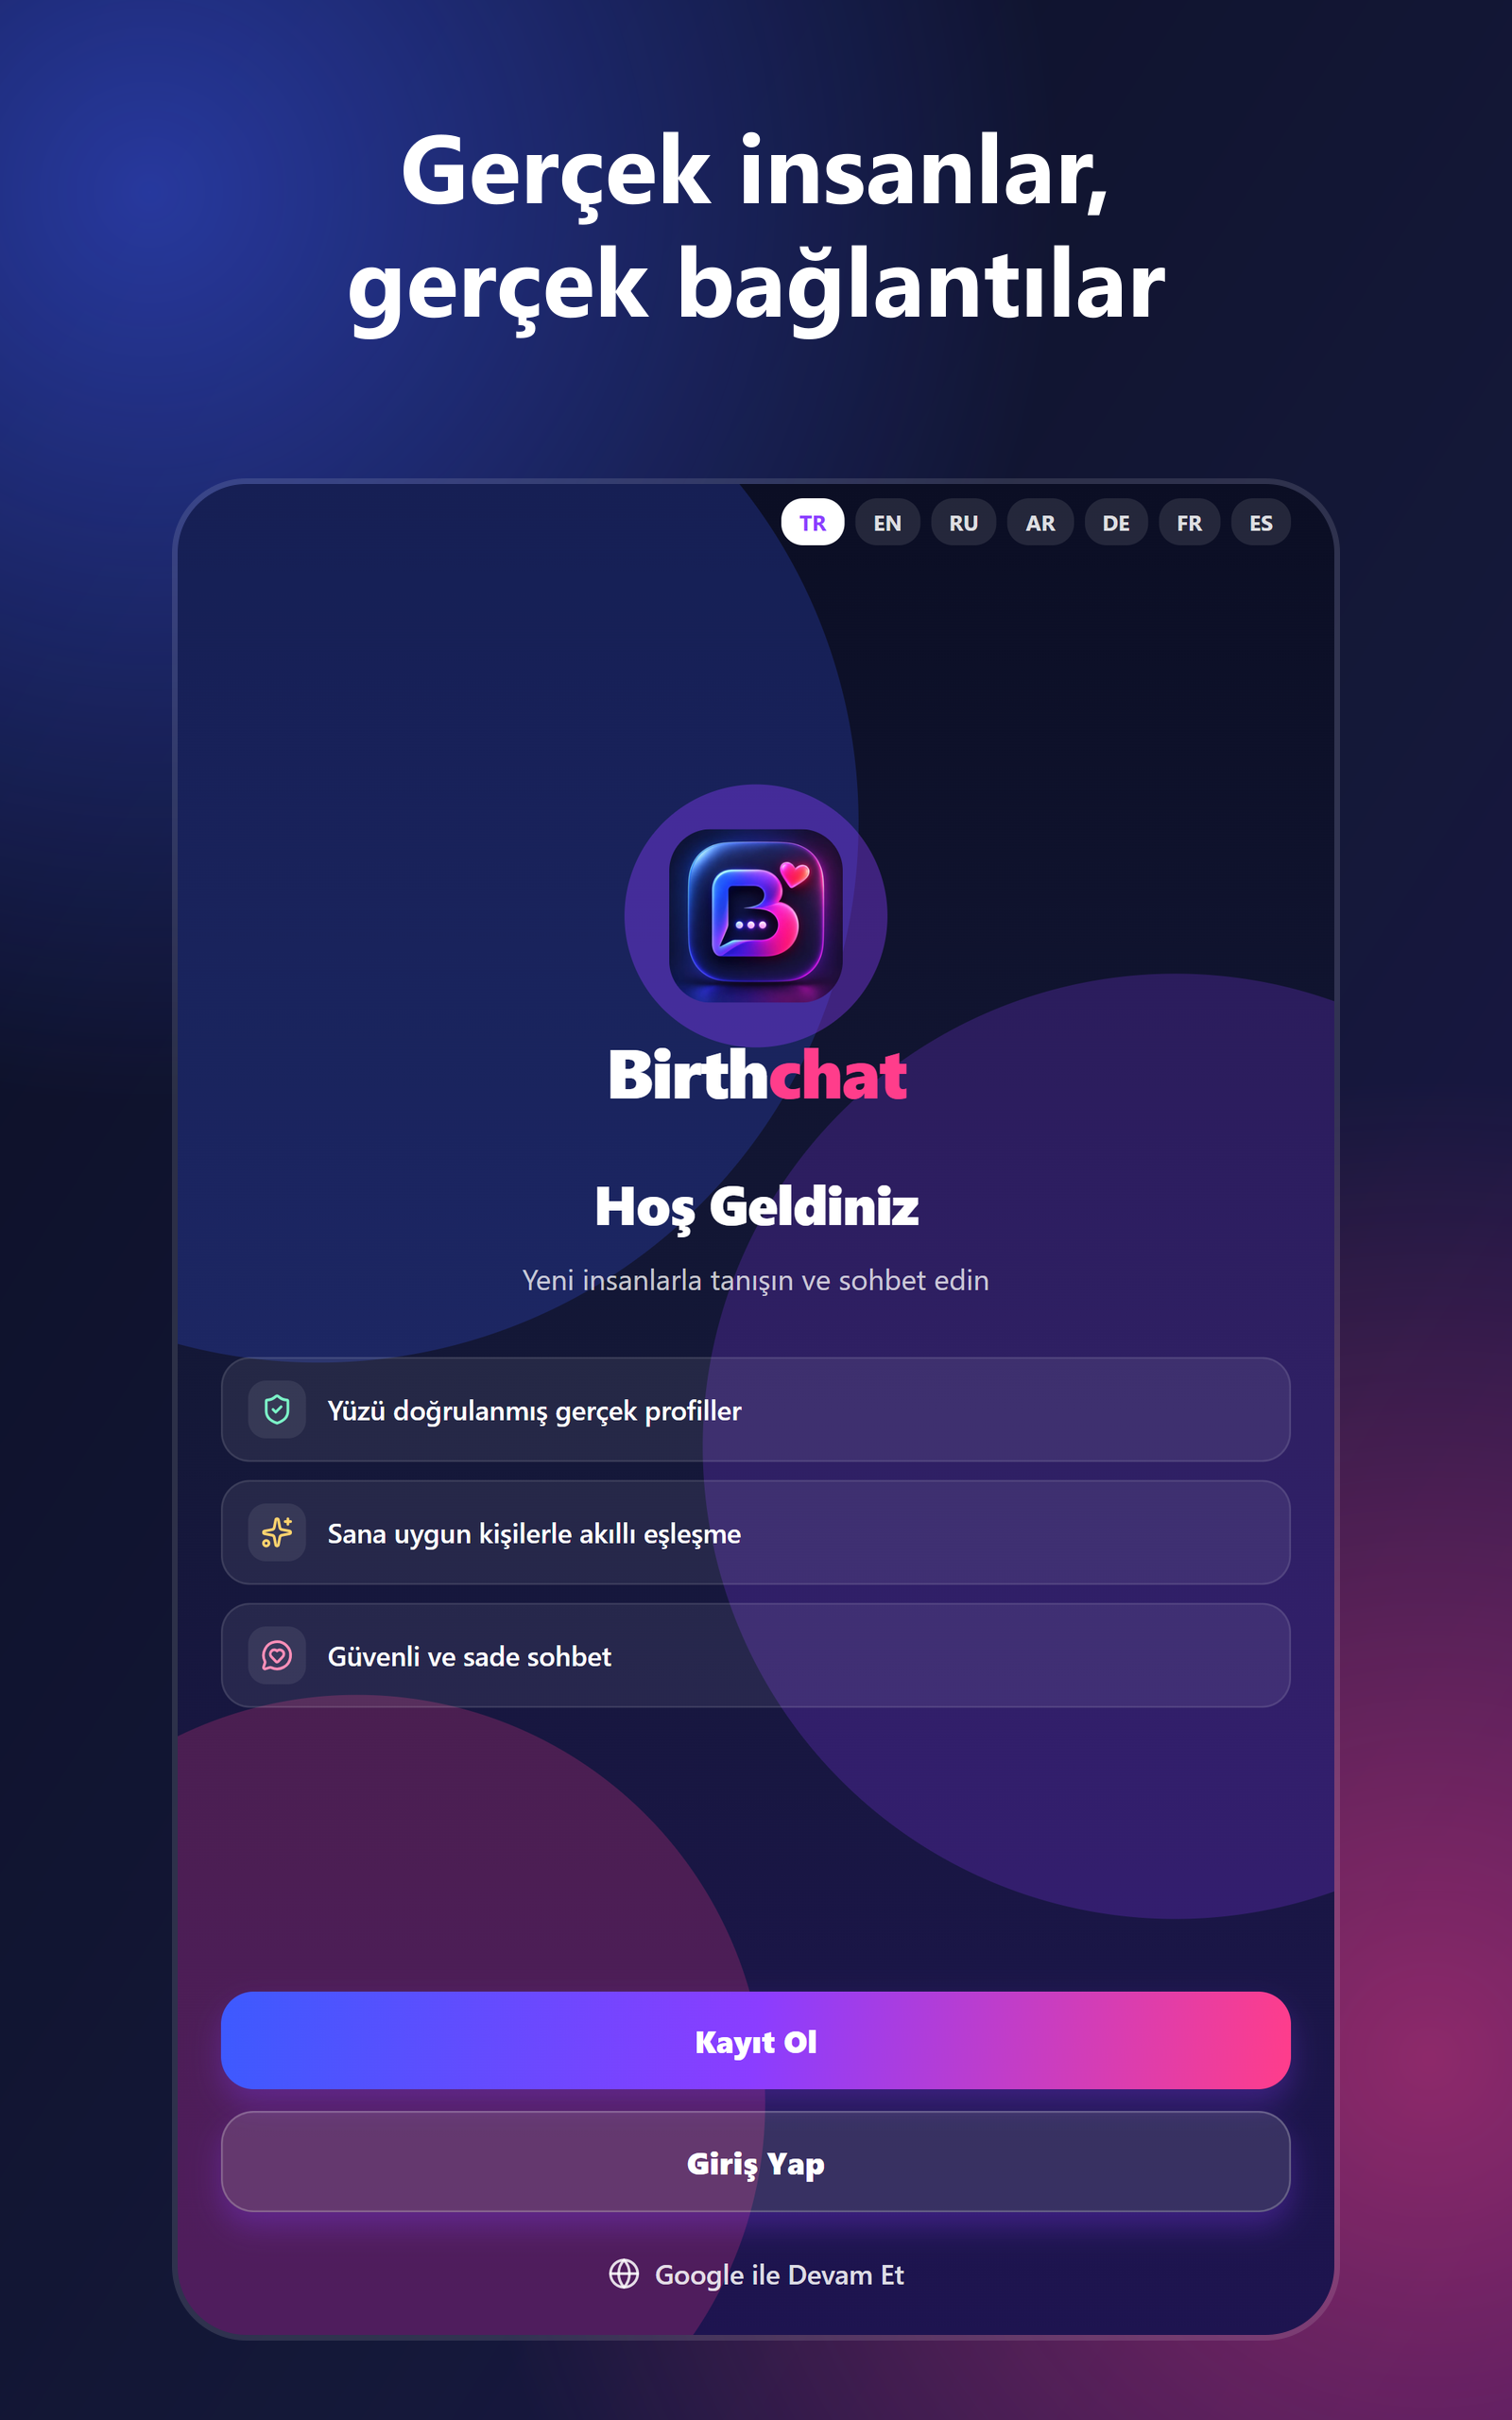 Gerçek insanlar,
gerçek bağlantılar
TR EN RU AR DE FR ES
B
Birthchat
Hoş Geldiniz
Yeni insanlarla tanışın ve sohbet edin
Yüzü doğrulanmış gerçek profiller
Sana uygun kişilerle akıllı eşleşme
Güvenli ve sade sohbet
Kayıt Ol
Giriş Yap
Google ile Devam Et